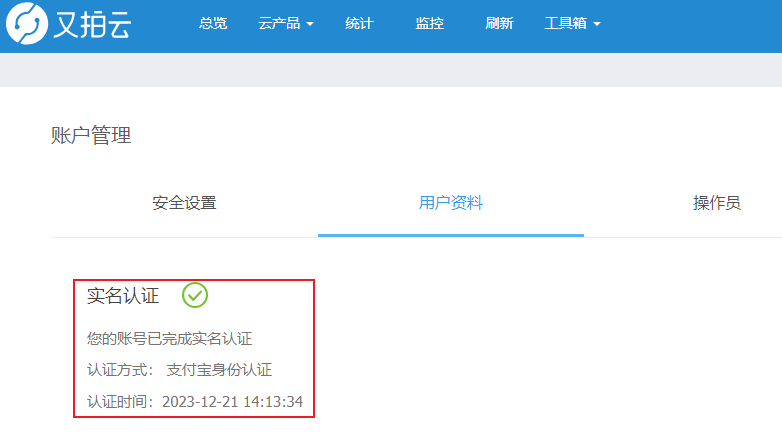 又拍云 总览 云产品 统计 监控 刷新 工具箱
账户管理
安全设置 用户资料 操作员
实名认证
您的账号已完成实名认证
认证方式： 支付宝身份认证
认证时间：2023-12-21 14:13:34